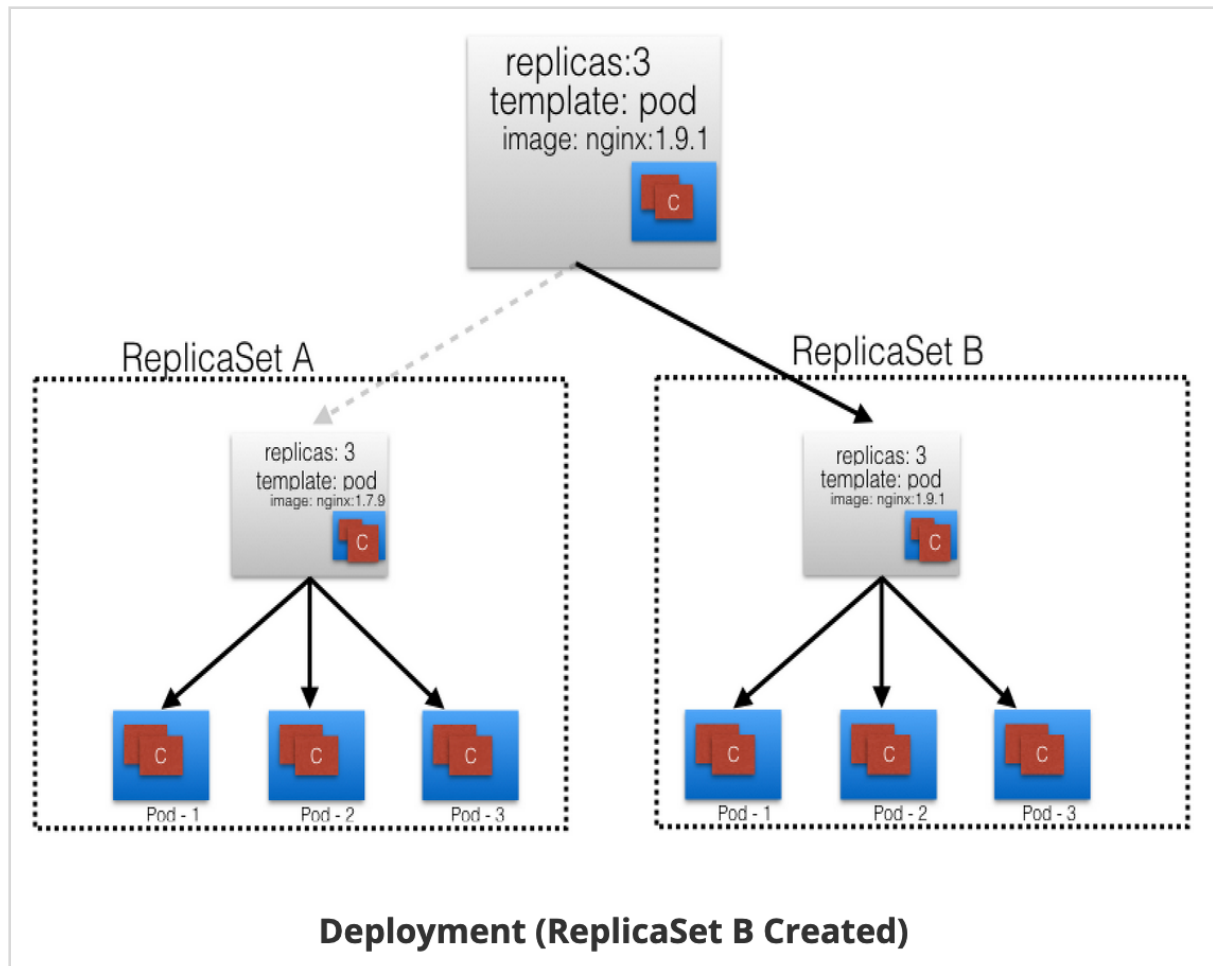 replicas:3
template: pod
image: nginx:1.9.1
C
ReplicaSet A
ReplicaSet B
replicas: 3
template: pod
image: nginx:1.7.9
C
replicas: 3
template: pod
image: nginx:1.9.1
C
C
C
C
C
C
C
Pod - 1
Pod - 2
Pod - 3
Pod - 1
Pod - 2
Pod - 3
Deployment (ReplicaSet B Created)